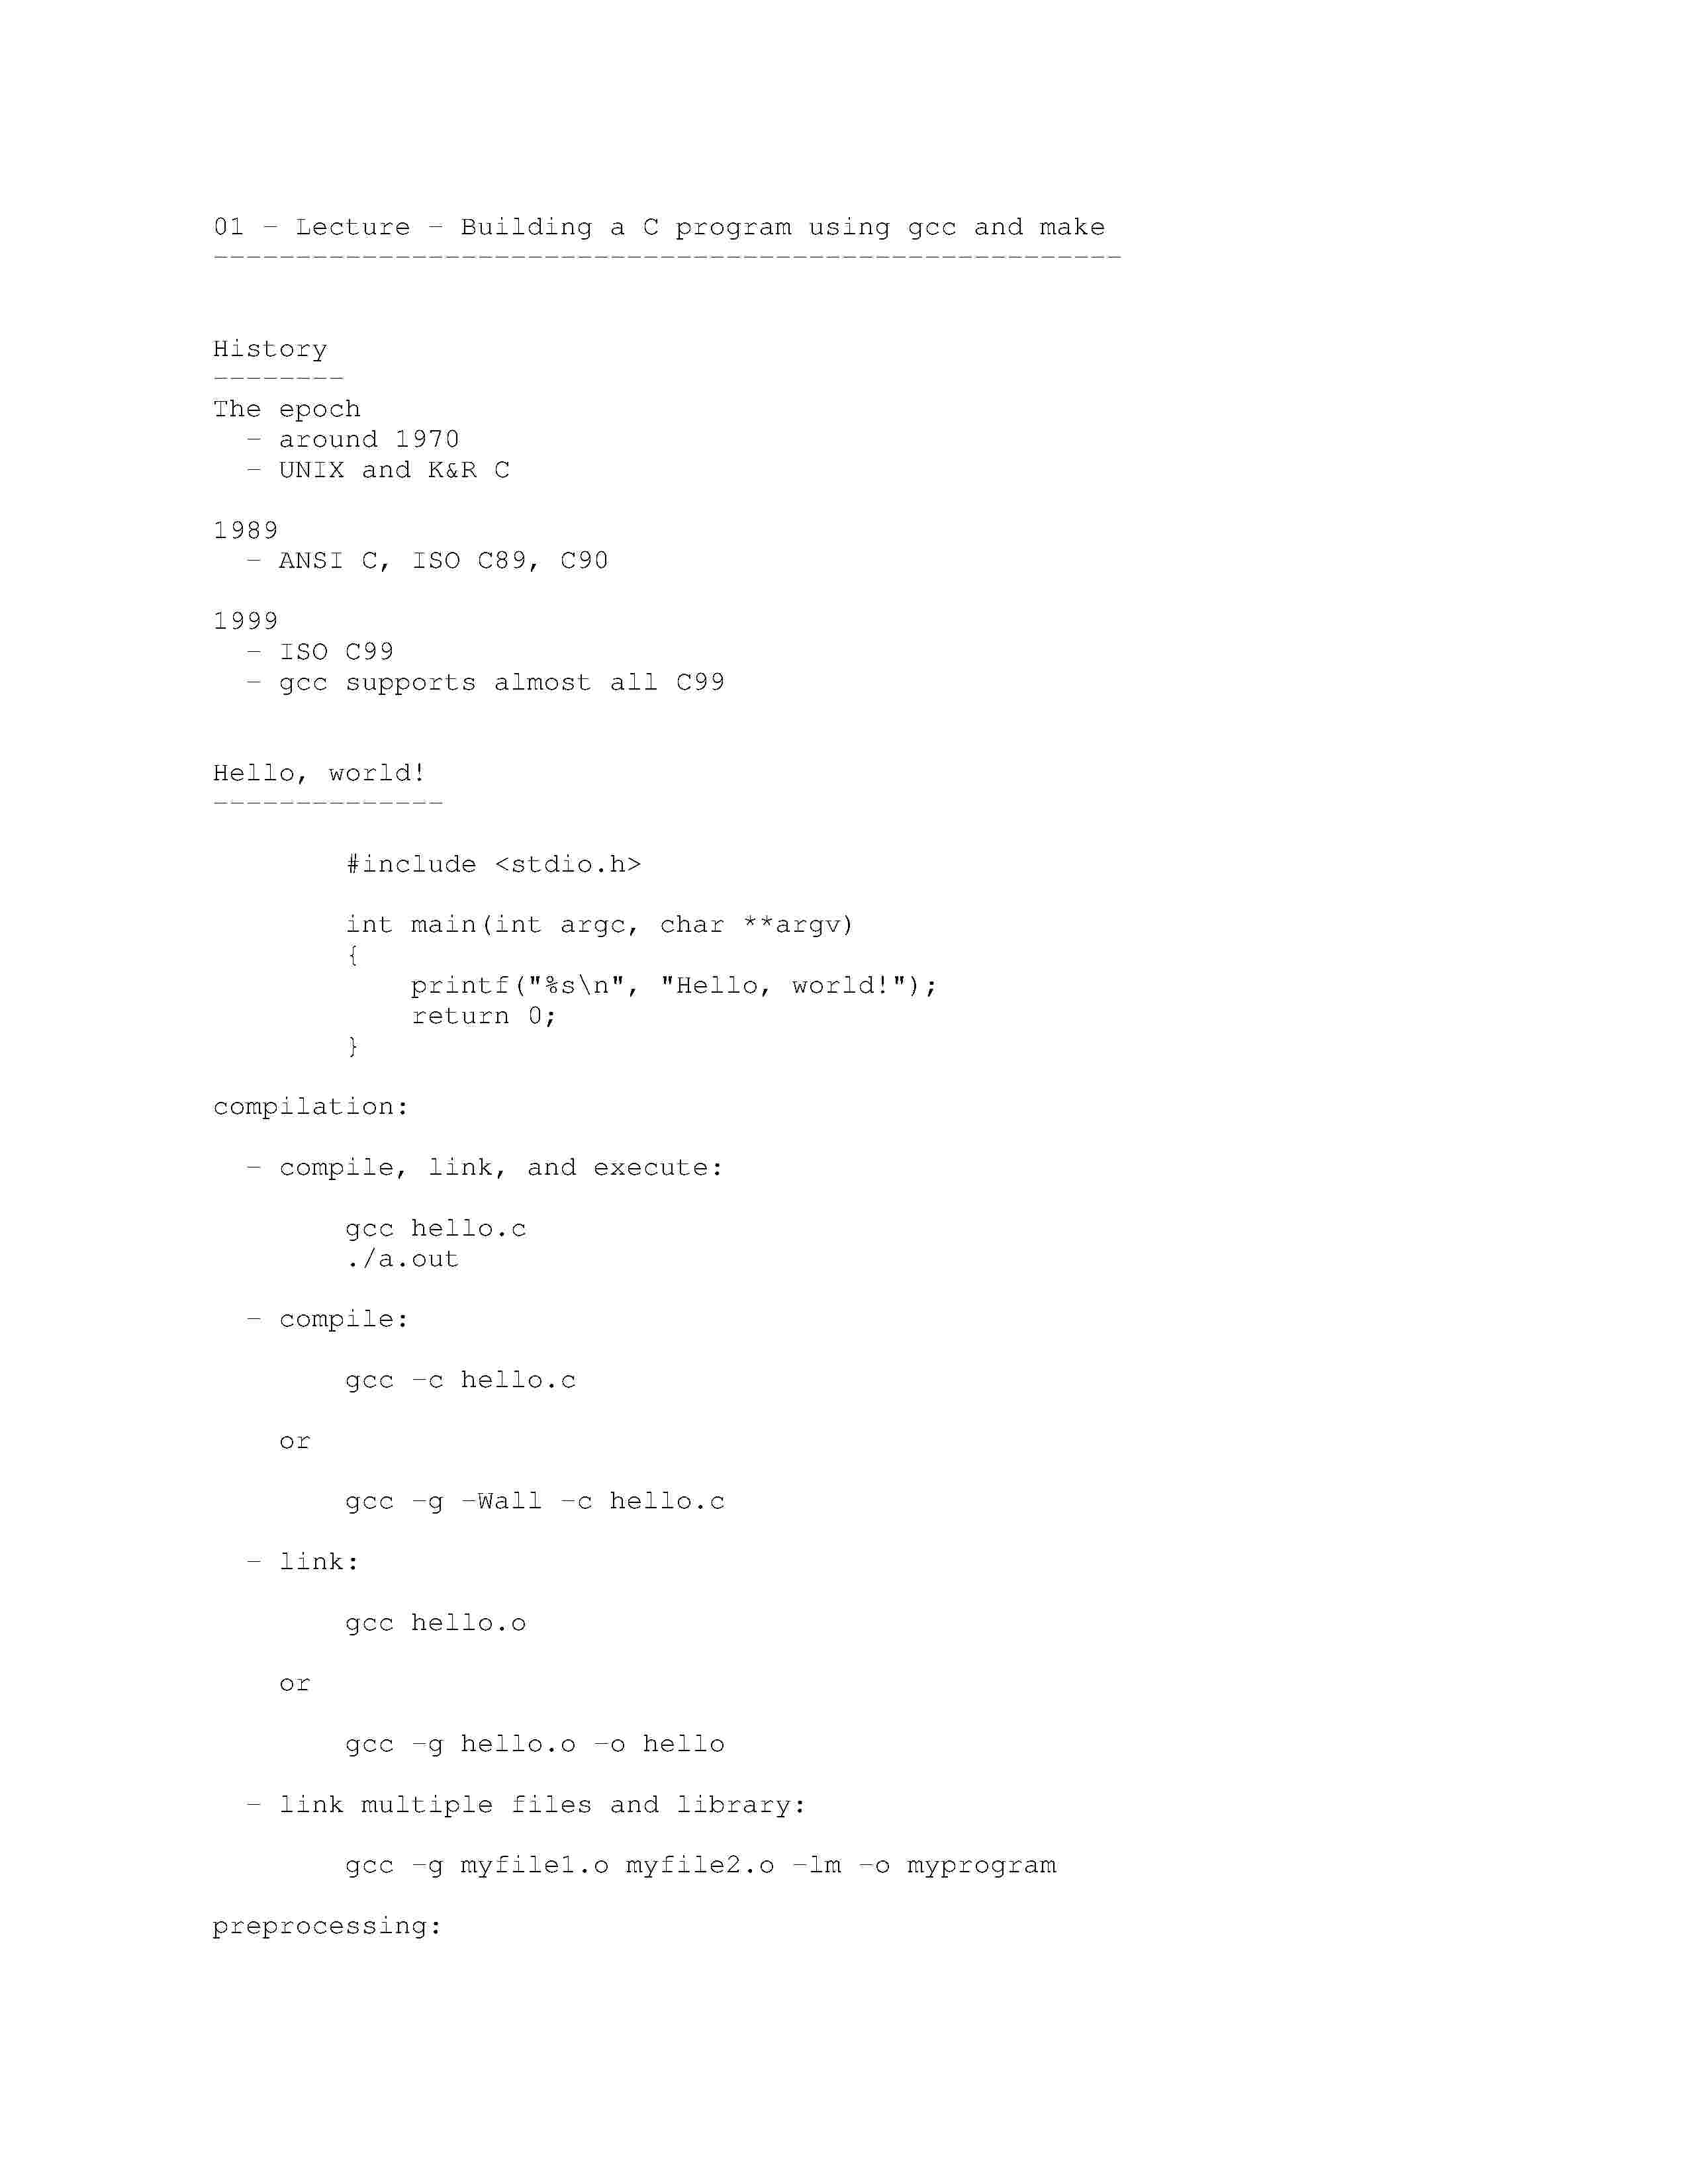 01 - Lecture - Building a C program using gcc and make
-------------------------------------------------------
History
--------
The epoch
  - around 1970
  - UNIX and K&R C
1989
  - ANSI C, ISO C89, C90
1999
  - ISO C99
  - gcc supports almost all C99
Hello, world!
--------------
        #include <stdio.h>
        int main(int argc, char **argv)
        {
            printf("%s\n", "Hello, world!");
            return 0;
        }
compilation:
  - compile, link, and execute:
        gcc hello.c
        ./a.out
  - compile:
        gcc -c hello.c
    or
        gcc -g -Wall -c hello.c
  - link:
        gcc hello.o
    or
        gcc -g hello.o -o hello
  - link multiple files and library:
        gcc -g myfile1.o myfile2.o -lm -o myprogram
preprocessing: